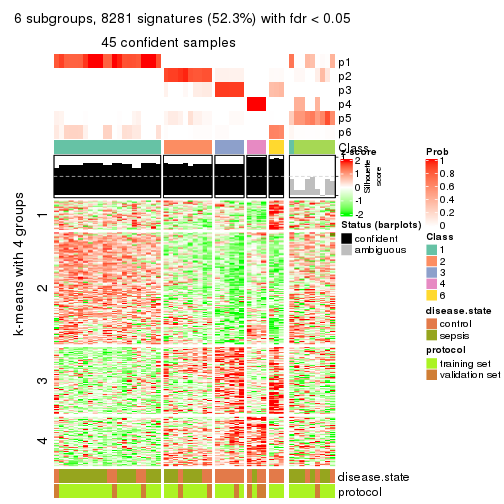 6 subgroups, 8281 signatures (52.3%) with fdr < 0.05
45 confident samples
p1
p2
p3
p4
p5
p6
Class
1
2
3
4
k-means with 4 groups
disease.state
protocol
z-score
2
1
0
-1
-2
Silhouette
score
Status (barplots)
confident
ambiguous
Prob
1
0.8
0.6
0.4
0.2
0
Class
1
2
3
4
6
disease.state
control
sepsis
protocol
training set
validation set